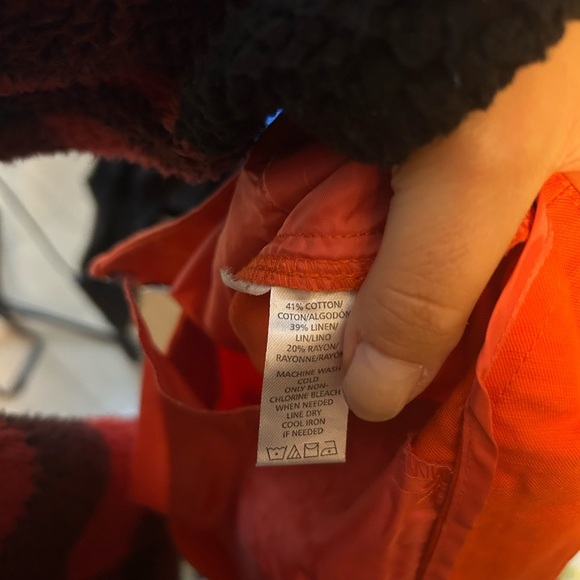 41% COTTON/
COTON/ALGODÓN
39% LINEN/
LIN/LINO
20% RAYON/
RAYONNE/RAYÓN
MACHINE WASH
COLD
ONLY NON-
CHLORINE BLEACH
WHEN NEEDED
LINE DRY
COOL IRON
IF NEEDED